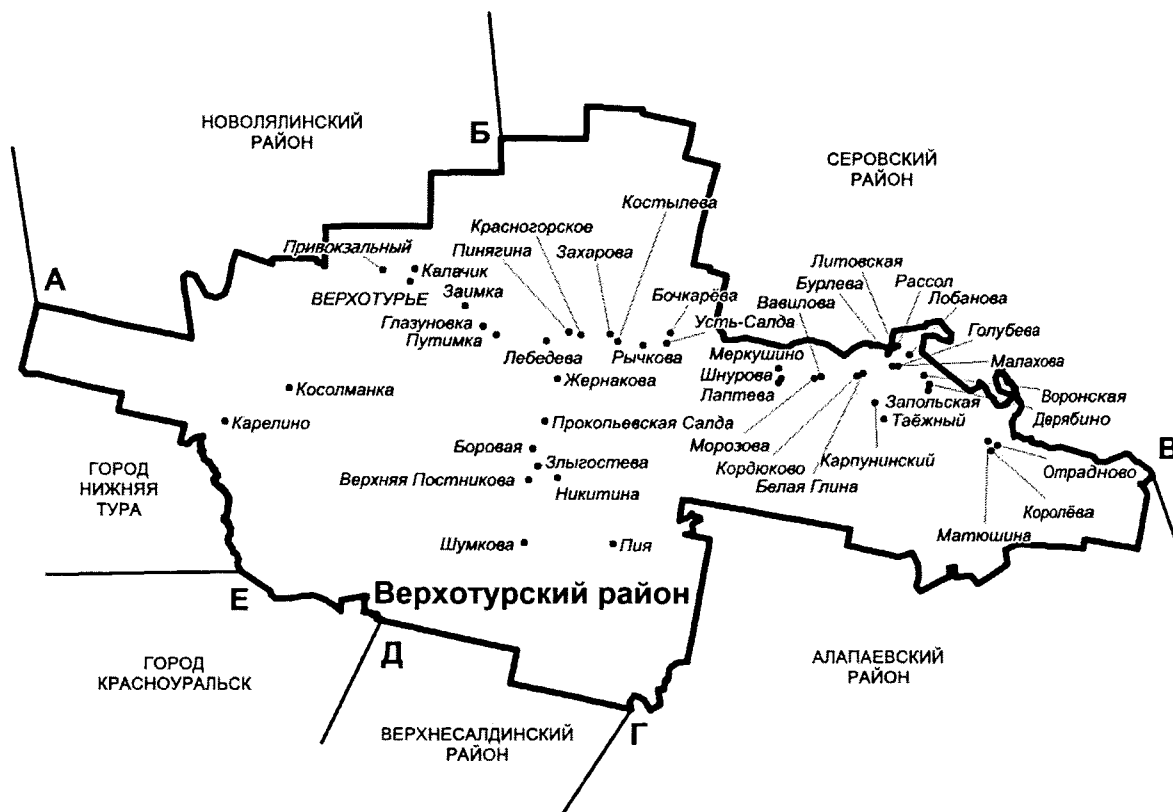 НОВОЛЯЛИНСКИЙ
РАЙОН
Б
СЕРОВСКИЙ
РАЙОН
Костылева
Красногорское
Привокзальный
Пинягина
Захарова
Литовская
Калачик
Бурлева
Рассол
А
ВЕРХОТУРЬЕ
Заимка
Бочкарёва
Вавилова
Лобанова
Глазуновка
Усть-Салда
Голубева
Путимка
Лебедева
Рычкова
Меркушино
Малахова
Жернакова
Шнурова
Косолманка
Лаптева
Запольская
Воронская
Карелино
Прокопьевская Салда
Таёжный
Дерябино
Морозова
Боровая
Кордюково
Карпунинский
В
ГОРОД
НИЖНЯЯ
ТУРА
Злыгостева
Отрадново
Верхняя Постникова
Белая Глина
Никитина
Королёва
Матюшина
Шумкова
Пия
Верхотурский район
Е
Д
ГОРОД
КРАСНОУРАЛЬСК
АЛАПАЕВСКИЙ
РАЙОН
ВЕРХНЕСАЛДИНСКИЙ
РАЙОН
Г